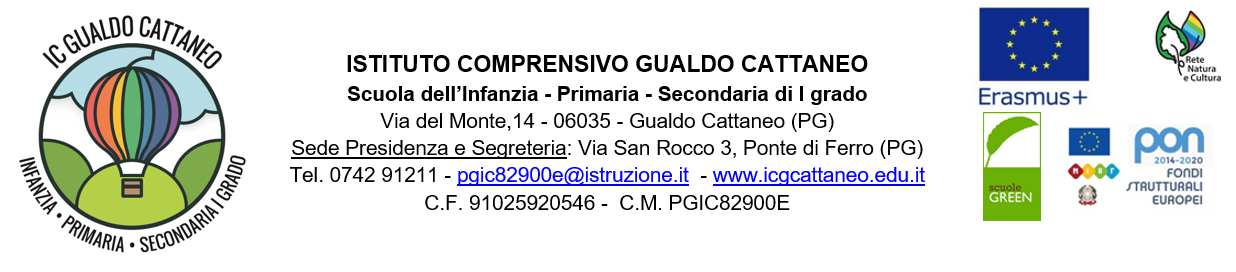 IC GUALDO CATTANEO
INFANZIA • PRIMARIA • SECONDARIA I GRADO
ISTITUTO COMPRENSIVO GUALDO CATTANEO
Scuola dell’Infanzia - Primaria - Secondaria di I grado
Via del Monte,14 - 06035 - Gualdo Cattaneo (PG)
Sede Presidenza e Segreteria: Via San Rocco 3, Ponte di Ferro (PG)
Tel. 0742 91211 - pgic82900e@istruzione.it - www.icgcattaneo.edu.it
C.F. 91025920546 - C.M. PGIC82900E
Erasmus+
Rete
Natura
e Cultura
scuole
GREEN
MIUR
pon
2014-2020
FONDI
STRUTTURALI
EUROPEI